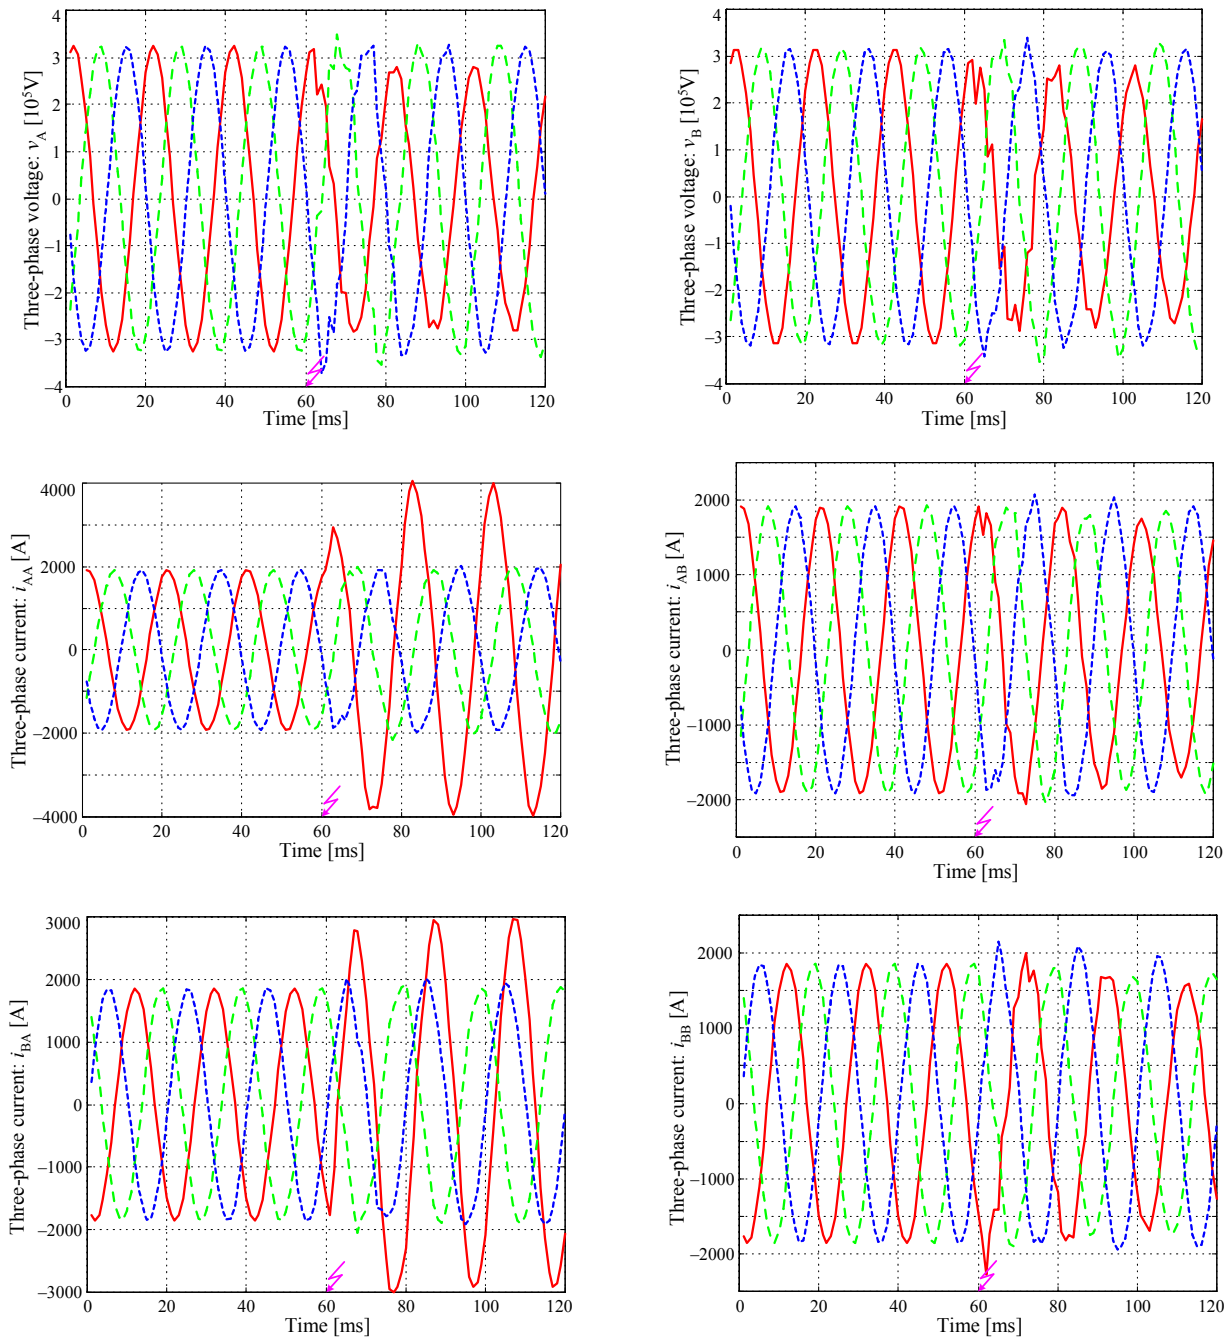 Three-phase voltage: vA [10⁵V]
4
3
2
1
0
−1
−2
−3
−4
0 20 40 60 80 100 120
Time [ms]
Three-phase voltage: vB [10⁵V]
4
3
2
1
0
−1
−2
−3
−4
0 20 40 60 80 100 120
Time [ms]
Three-phase current: iAA [A]
4000
2000
0
−2000
−4000
0 20 40 60 80 100 120
Time [ms]
Three-phase current: iAB [A]
2000
1000
0
−1000
−2000
0 20 40 60 80 100 120
Time [ms]
Three-phase current: iBA [A]
3000
2000
1000
0
−1000
−2000
−3000
0 20 40 60 80 100 120
Time [ms]
Three-phase current: iBB [A]
2000
1000
0
−1000
−2000
0 20 40 60 80 100 120
Time [ms]